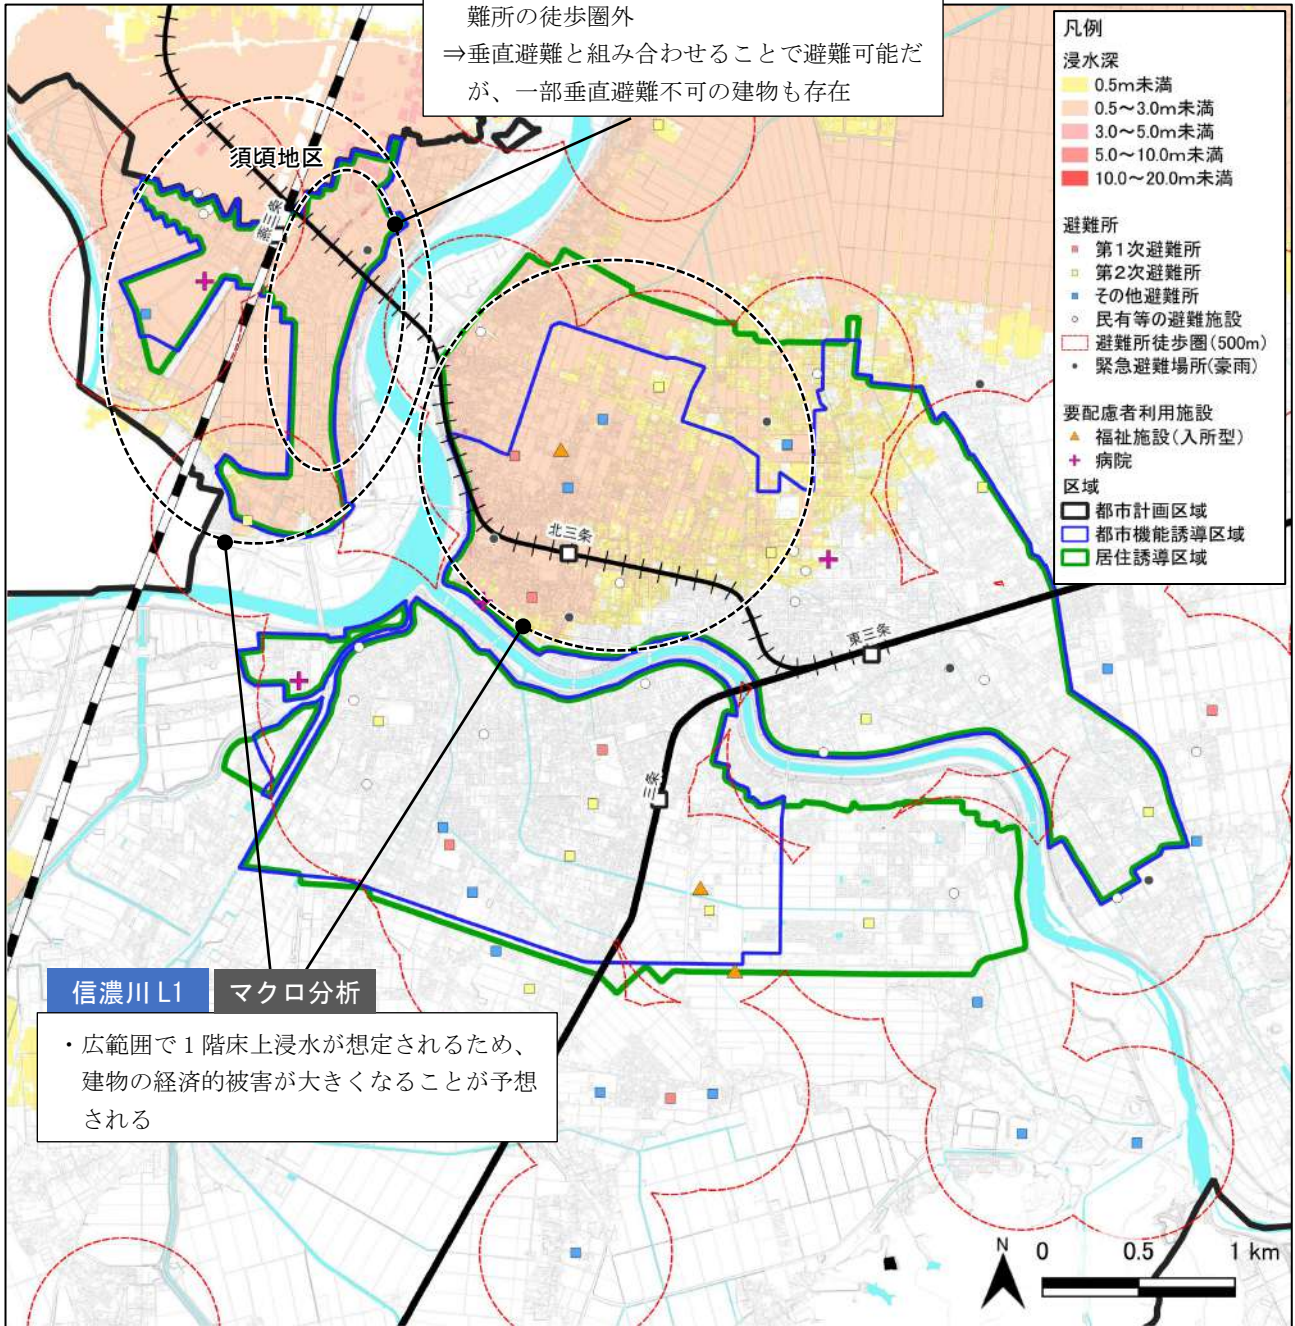 難所の徒歩圏外
⇒垂直避難と組み合わせることで避難可能だ
が、一部垂直避難不可の建物も存在
凡例
浸水深
0.5m未満
0.5～3.0m未満
3.0～5.0m未満
5.0～10.0m未満
10.0～20.0m未満
避難所
第1次避難所
第2次避難所
その他避難所
民有等の避難施設
避難所徒歩圏(500m)
緊急避難場所(豪雨)
要配慮者利用施設
福祉施設(入所型)
病院
区域
都市計画区域
都市機能誘導区域
居住誘導区域
須頃地区
燕三条
北三条
東三条
三条
信濃川 L1
マクロ分析
・広範囲で１階床上浸水が想定されるため、
建物の経済的被害が大きくなることが予想
される
N
0 0.5 1 km